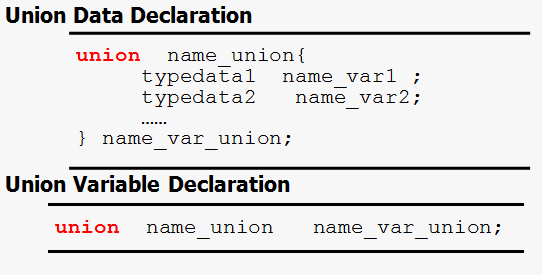 Union Data Declaration
union name_union{
typedata1 name_var1 ;
typedata2 name_var2;
……
} name_var_union;
Union Variable Declaration
union name_union name_var_union;